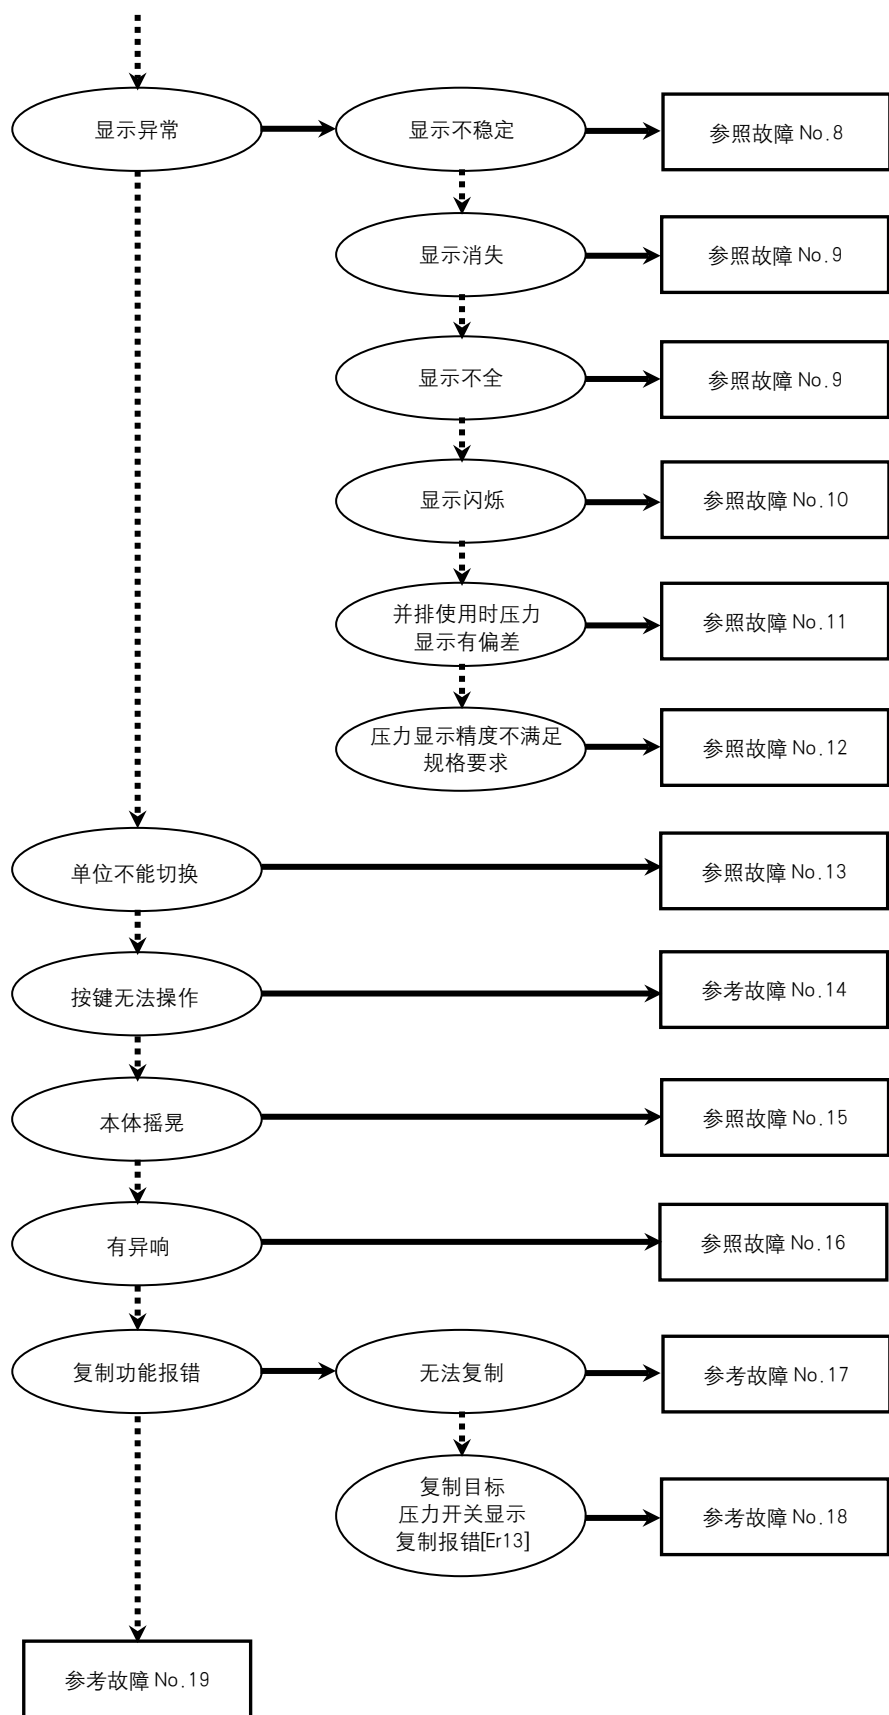 显示异常
显示不稳定
参照故障 No.8
显示消失
参照故障 No.9
显示不全
参照故障 No.9
显示闪烁
参照故障 No.10
并排使用时压力
显示有偏差
参照故障 No.11
压力显示精度不满足
规格要求
参照故障 No.12
单位不能切换
参照故障 No.13
按键无法操作
参考故障 No.14
本体摇晃
参照故障 No.15
有异响
参照故障 No.16
复制功能报错
无法复制
参考故障 No.17
复制目标
压力开关显示
复制报错[Er13]
参考故障 No.18
参考故障 No.19